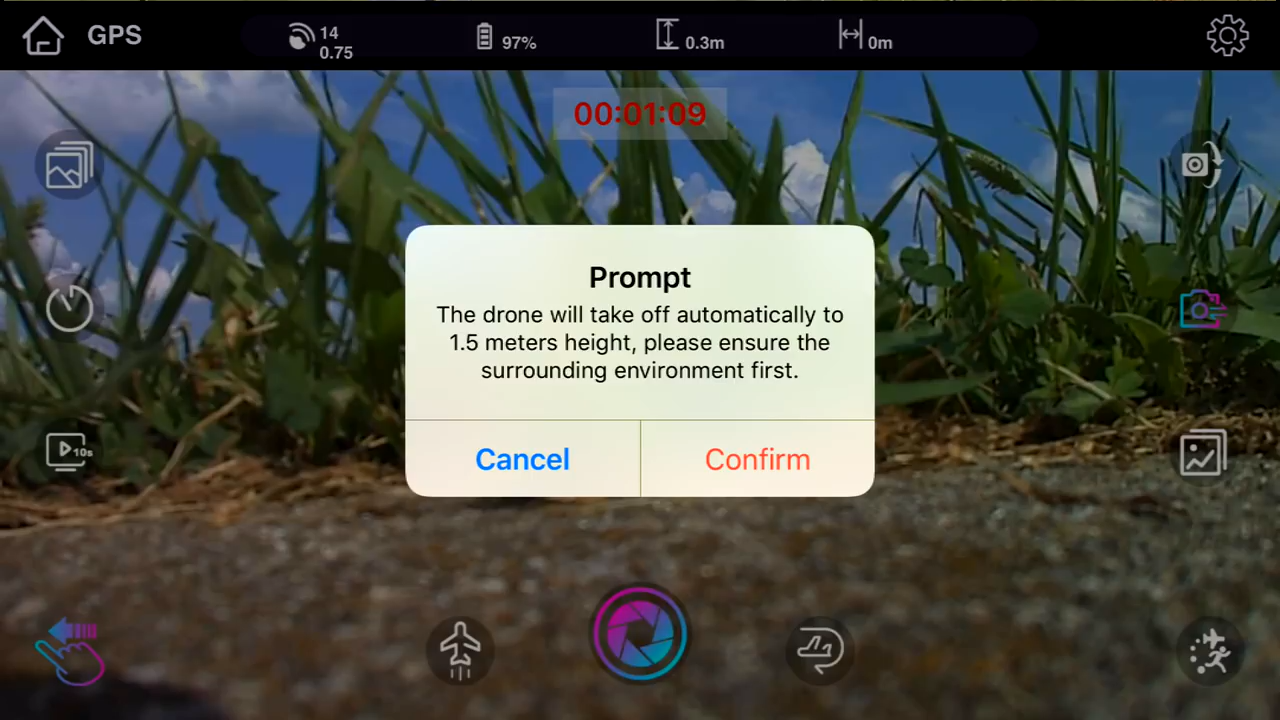 GPS
14
0.75
97%
0.3m
0m
00:01:09
Prompt
The drone will take off automatically to
1.5 meters height, please ensure the
surrounding environment first.
Cancel
Confirm
10s